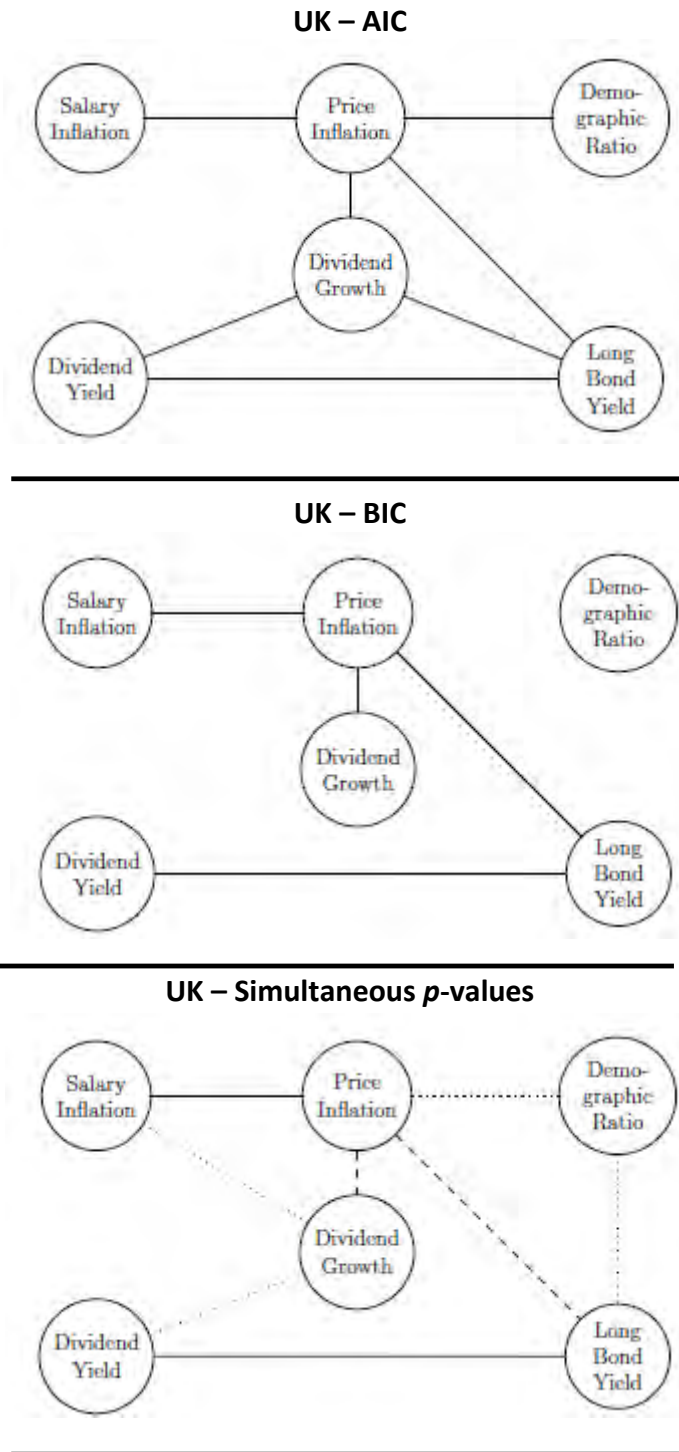 UK – AIC
Salary
Inflation
Price
Inflation
Demo-
graphic
Ratio
Dividend
Growth
Dividend
Yield
Long
Bond
Yield
UK – BIC
Salary
Inflation
Price
Inflation
Demo-
graphic
Ratio
Dividend
Growth
Dividend
Yield
Long
Bond
Yield
UK – Simultaneous p-values
Salary
Inflation
Price
Inflation
Demo-
graphic
Ratio
Dividend
Growth
Dividend
Yield
Long
Bond
Yield